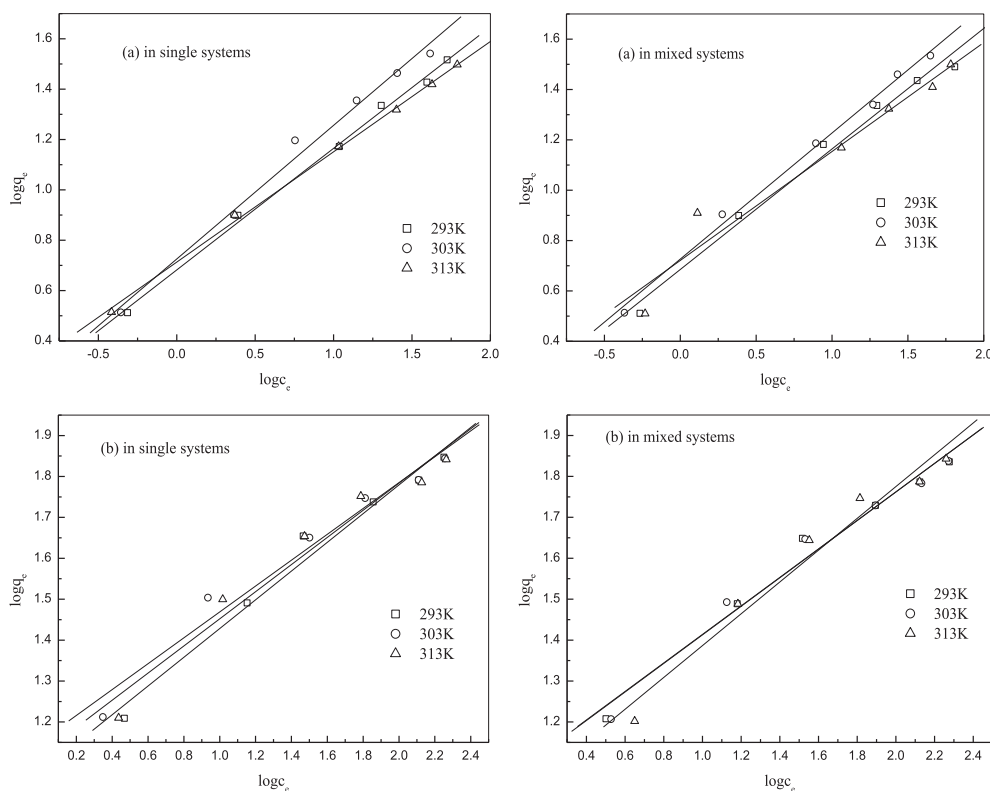 (a) in single systems
logq_e
1.6
1.4
1.2
1.0
0.8
0.6
0.4
293K
303K
313K
-0.5 0.0 0.5 1.0 1.5 2.0
logc_e
(a) in mixed systems
logq_e
1.6
1.4
1.2
1.0
0.8
0.6
0.4
293K
303K
313K
-0.5 0.0 0.5 1.0 1.5 2.0
logc_e
(b) in single systems
logq_e
1.9
1.8
1.7
1.6
1.5
1.4
1.3
1.2
293K
303K
313K
0.2 0.4 0.6 0.8 1.0 1.2 1.4 1.6 1.8 2.0 2.2 2.4
logc_e
(b) in mixed systems
logq_e
1.9
1.8
1.7
1.6
1.5
1.4
1.3
1.2
293K
303K
313K
0.4 0.6 0.8 1.0 1.2 1.4 1.6 1.8 2.0 2.2 2.4 2.6
logc_e